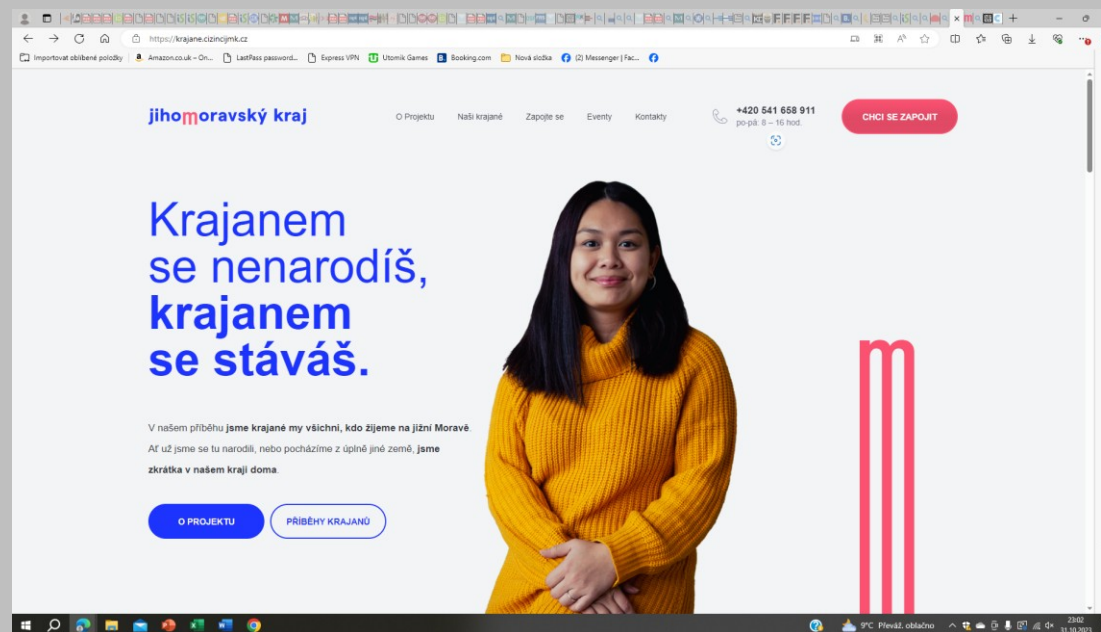 https://krajane.cizincijmk.cz
Importovat oblíbené položky
Amazon.co.uk – On...
LastPass password...
Express VPN
Utomik Games
Booking.com
Nová složka
(2) Messenger | Fac...
jihomoravský kraj
O Projektu
Naši krajané
Zapojte se
Eventy
Kontakty
+420 541 658 911
po-pá: 8 – 16 hod.
CHCI SE ZAPOJIT
Krajanem
se nenarodíš,
krajanem
se stáváš.
m
V našem příběhu jsme krajané my všichni, kdo žijeme na jižní Moravě.
Ať už jsme se tu narodili, nebo pocházíme z úplně jiné země, jsme
zkrátka v našem kraji doma.
O PROJEKTU
PŘÍBĚHY KRAJANŮ
9°C Převáž. oblačno
23:02
31.10.2023